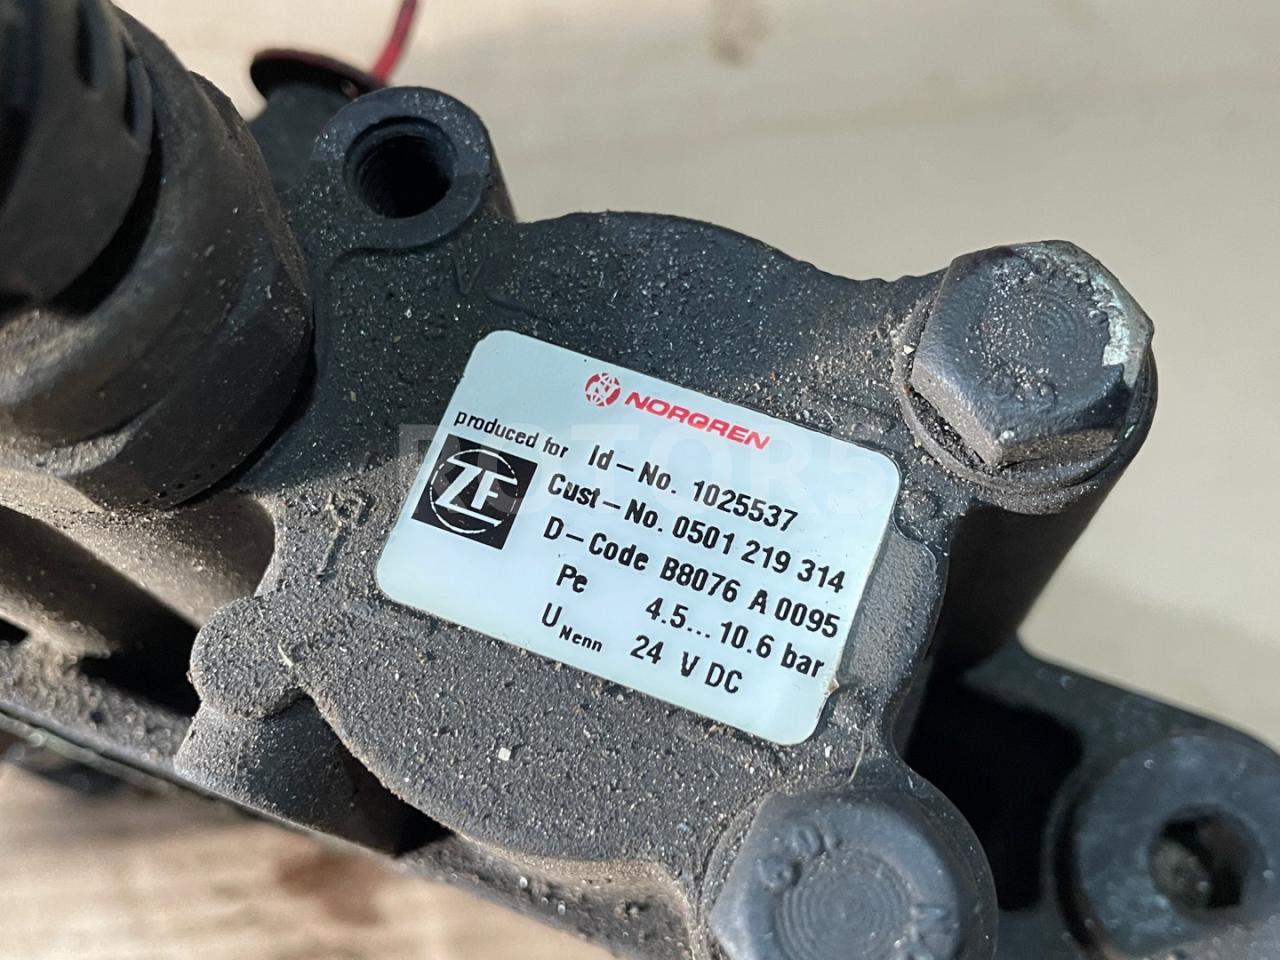 NORGREN
produced for
ZF
Id-No. 1025537
Cust-No. 0501 219 314
D-Code B8076 A 0095
Pe 4.5... 10.6 bar
U Nenn 24 V DC